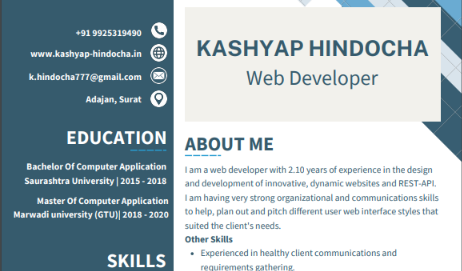 +91 9925319490
www.kashyap-hindocha.in
k.hindocha777@gmail.com
Adajan, Surat
EDUCATION
Bachelor Of Computer Application
Saurashtra University | 2015 - 2018
Master Of Computer Application
Marwadi university (GTU)| 2018 - 2020
SKILLS
KASHYAP HINDOCHA
Web Developer
ABOUT ME
I am a web developer with 2.10 years of experience in the design
and development of innovative, dynamic websites and REST-API.
I am having very strong organizational and communications skills
to help, plan out and pitch different user web interface styles that
suited the client's needs.
Other Skills
• Experienced in healthy client communications and
requirements gathering.